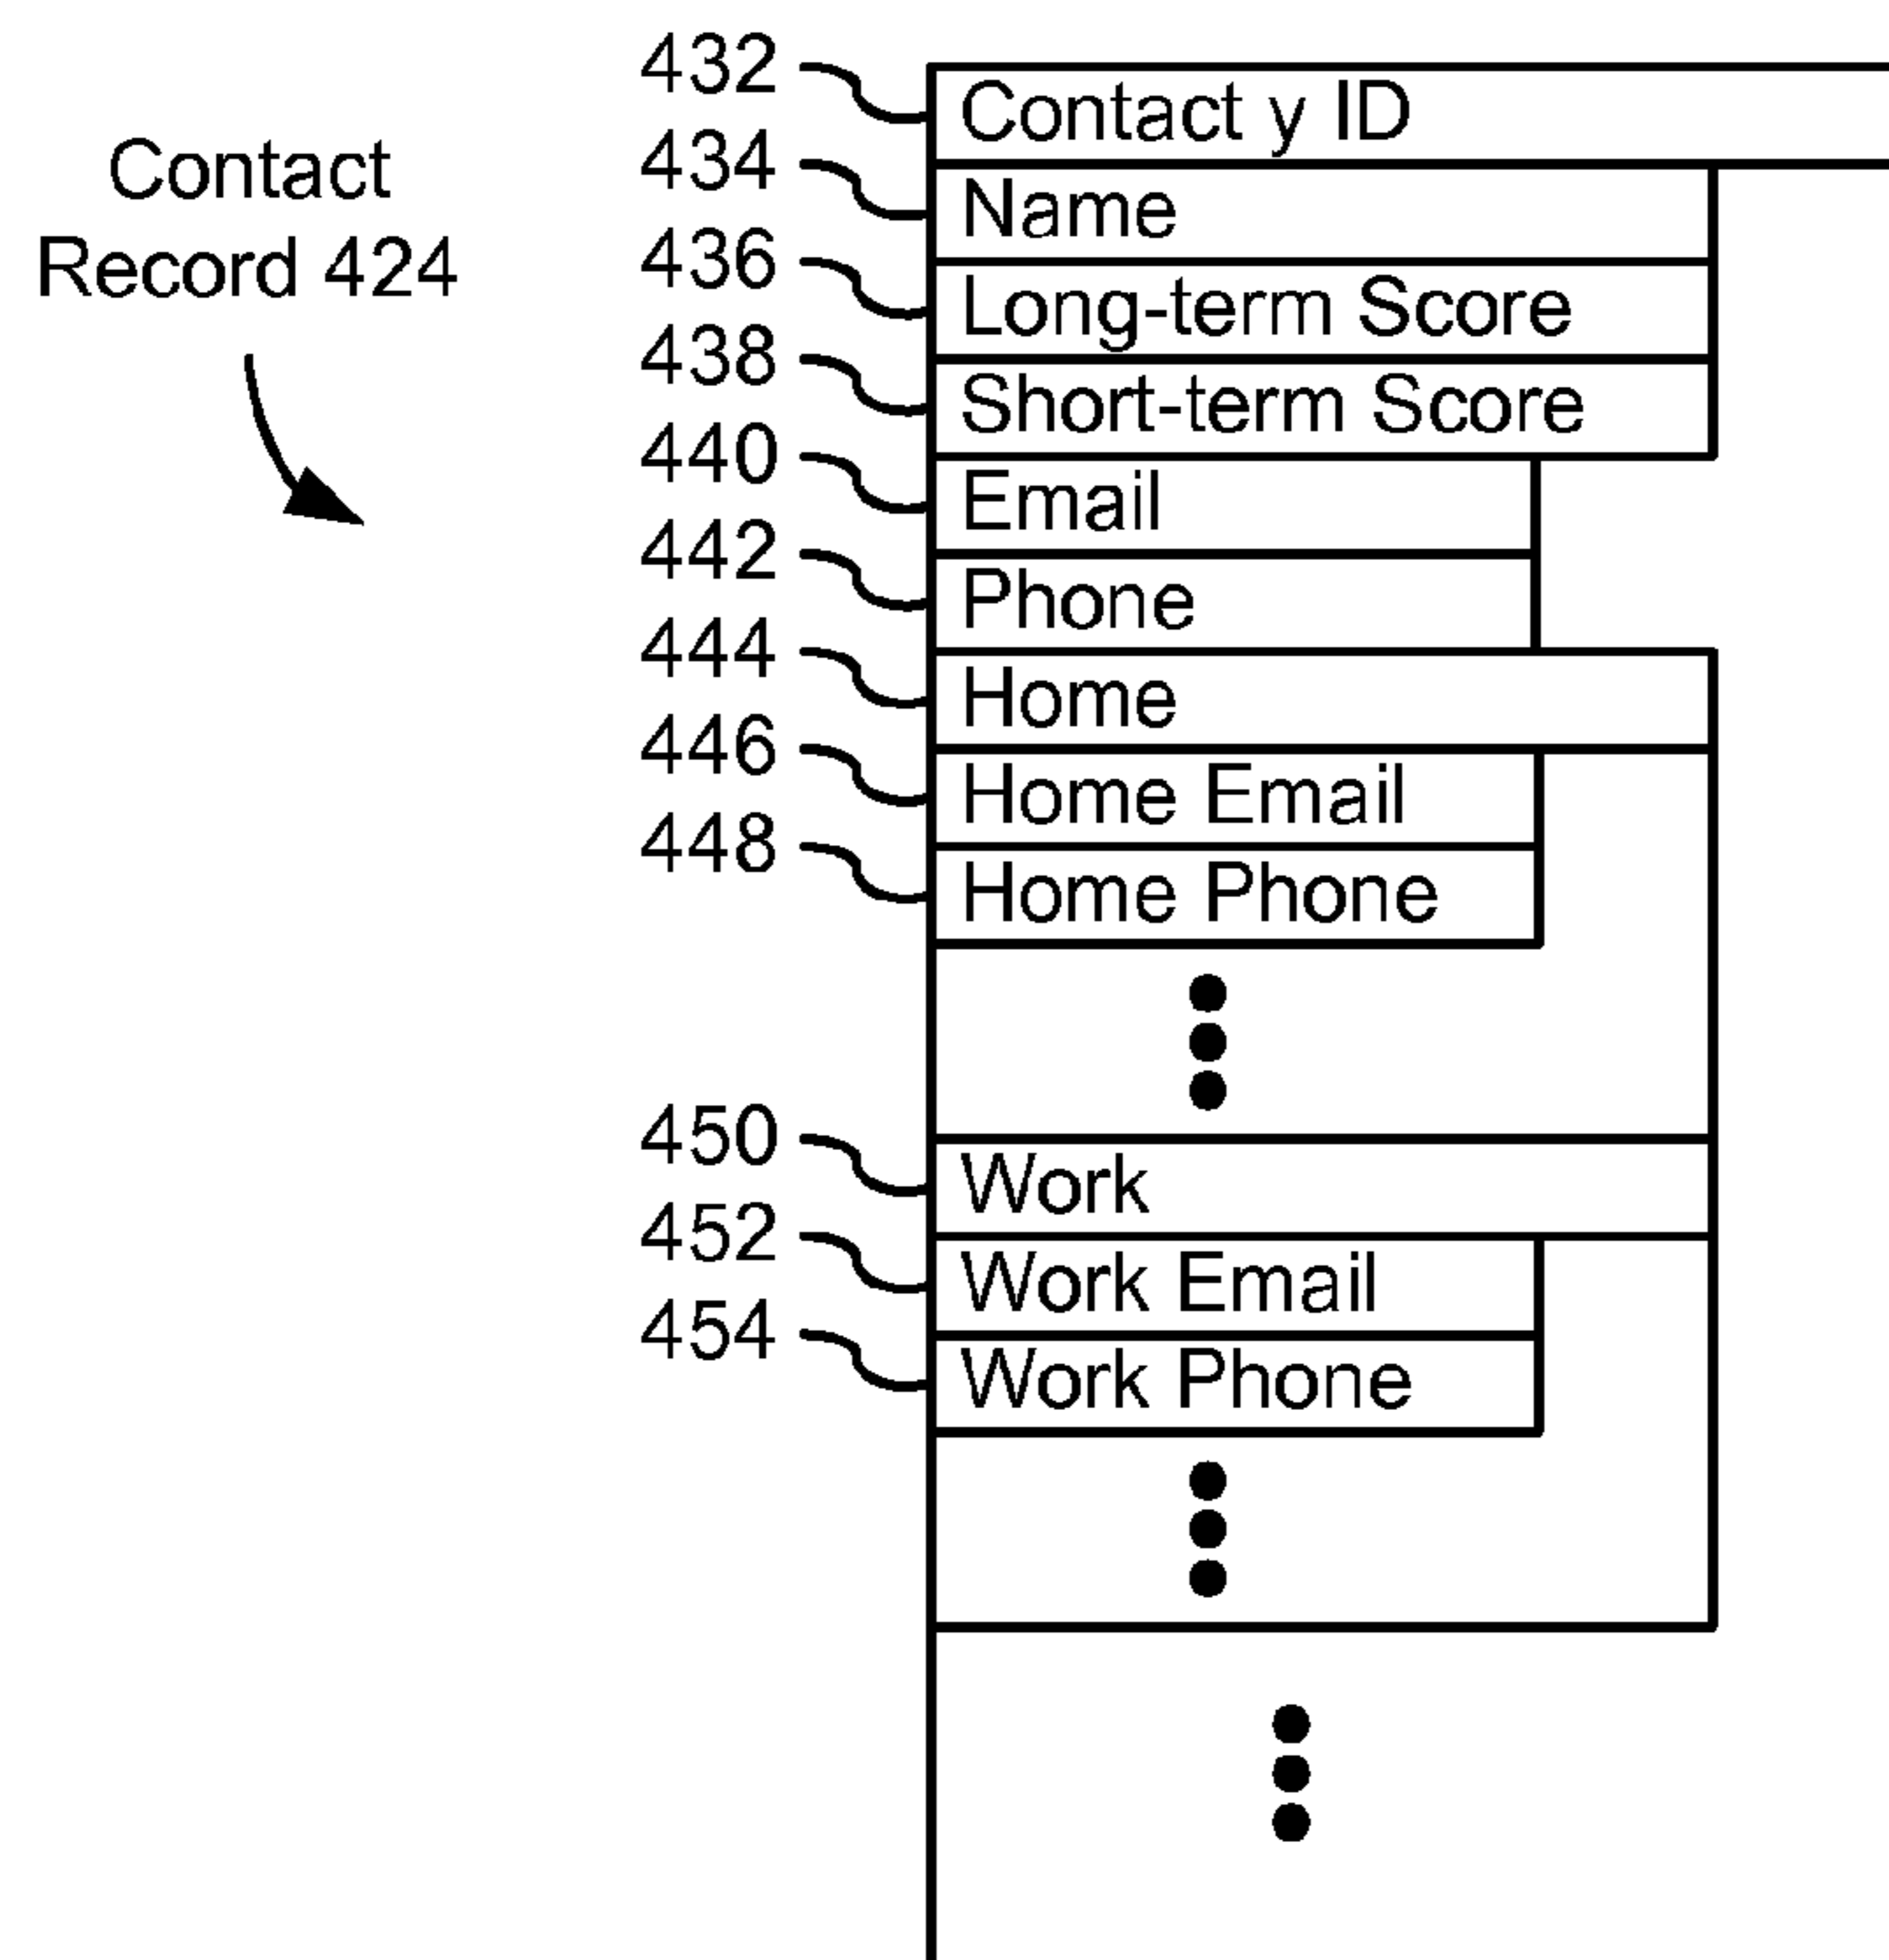 Contact
Record 424
432 Contact y ID
434 Name
436 Long-term Score
438 Short-term Score
440 Email
442 Phone
444 Home
446 Home Email
448 Home Phone
450 Work
452 Work Email
454 Work Phone